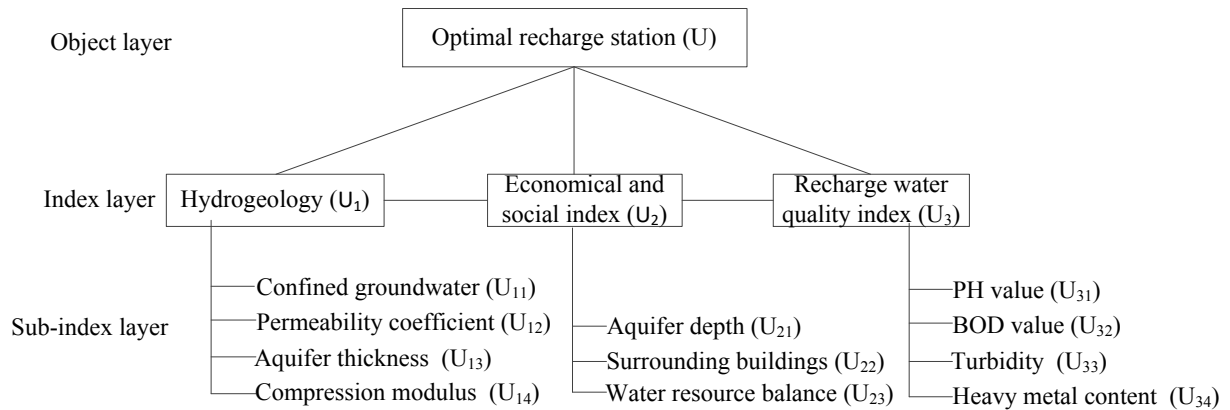 Object layer
Optimal recharge station (U)
Index layer
Hydrogeology (U₁)
Economical and
social index (U₂)
Recharge water
quality index (U₃)
Sub-index layer
Confined groundwater (U₁₁)
Permeability coefficient (U₁₂)
Aquifer thickness (U₁₃)
Compression modulus (U₁₄)
Aquifer depth (U₂₁)
Surrounding buildings (U₂₂)
Water resource balance (U₂₃)
PH value (U₃₁)
BOD value (U₃₂)
Turbidity (U₃₃)
Heavy metal content (U₃₄)